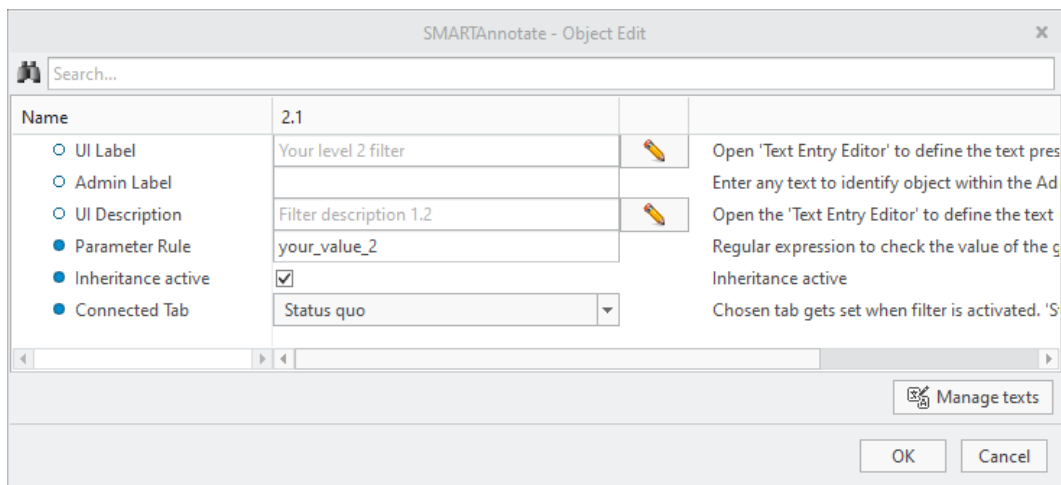 SMARTAnnotate - Object Edit
Search...
Name 2.1
UI Label Your level 2 filter Open 'Text Entry Editor' to define the text pres
Admin Label Enter any text to identify object within the Ad
UI Description Filter description 1.2 Open the 'Text Entry Editor' to define the text
Parameter Rule your_value_2 Regular expression to check the value of the g
Inheritance active Inheritance active
Connected Tab Status quo Chosen tab gets set when filter is activated. 'S
Manage texts
OK Cancel